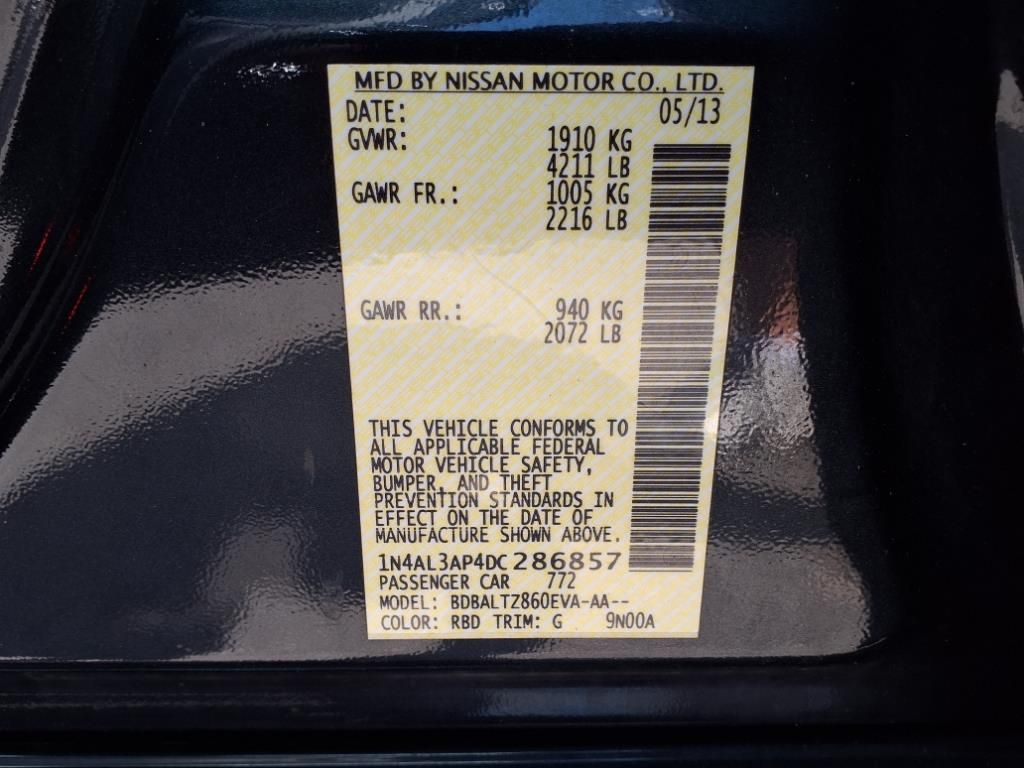 MFD BY NISSAN MOTOR CO., LTD.
DATE: 05/13
GVWR: 1910 KG
4211 LB
GAWR FR.: 1005 KG
2216 LB
GAWR RR.: 940 KG
2072 LB
THIS VEHICLE CONFORMS TO
ALL APPLICABLE FEDERAL
MOTOR VEHICLE SAFETY,
BUMPER, AND THEFT
PREVENTION STANDARDS IN
EFFECT ON THE DATE OF
MANUFACTURE SHOWN ABOVE.
1N4AL3AP4DC286857
PASSENGER CAR 772
MODEL: BDBALTZ860EVA-AA--
COLOR: RBD TRIM: G 9N00A